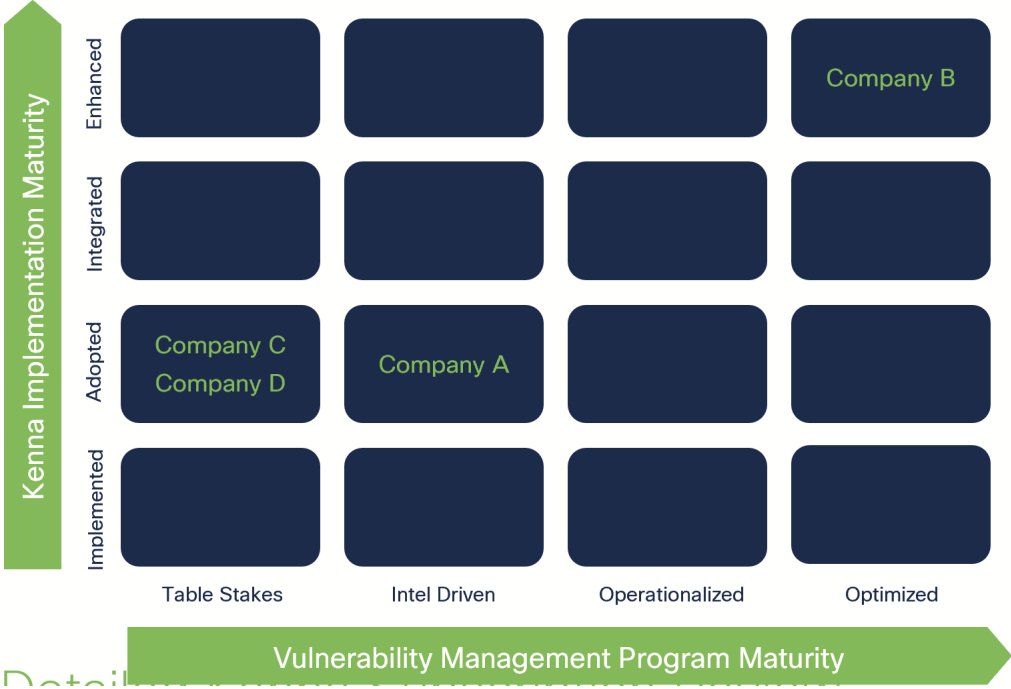 Kenna Implementation Maturity
Enhanced
Company B
Integrated
Adopted
Company C
Company D
Company A
Implemented
Table Stakes
Intel Driven
Operationalized
Optimized
Vulnerability Management Program Maturity